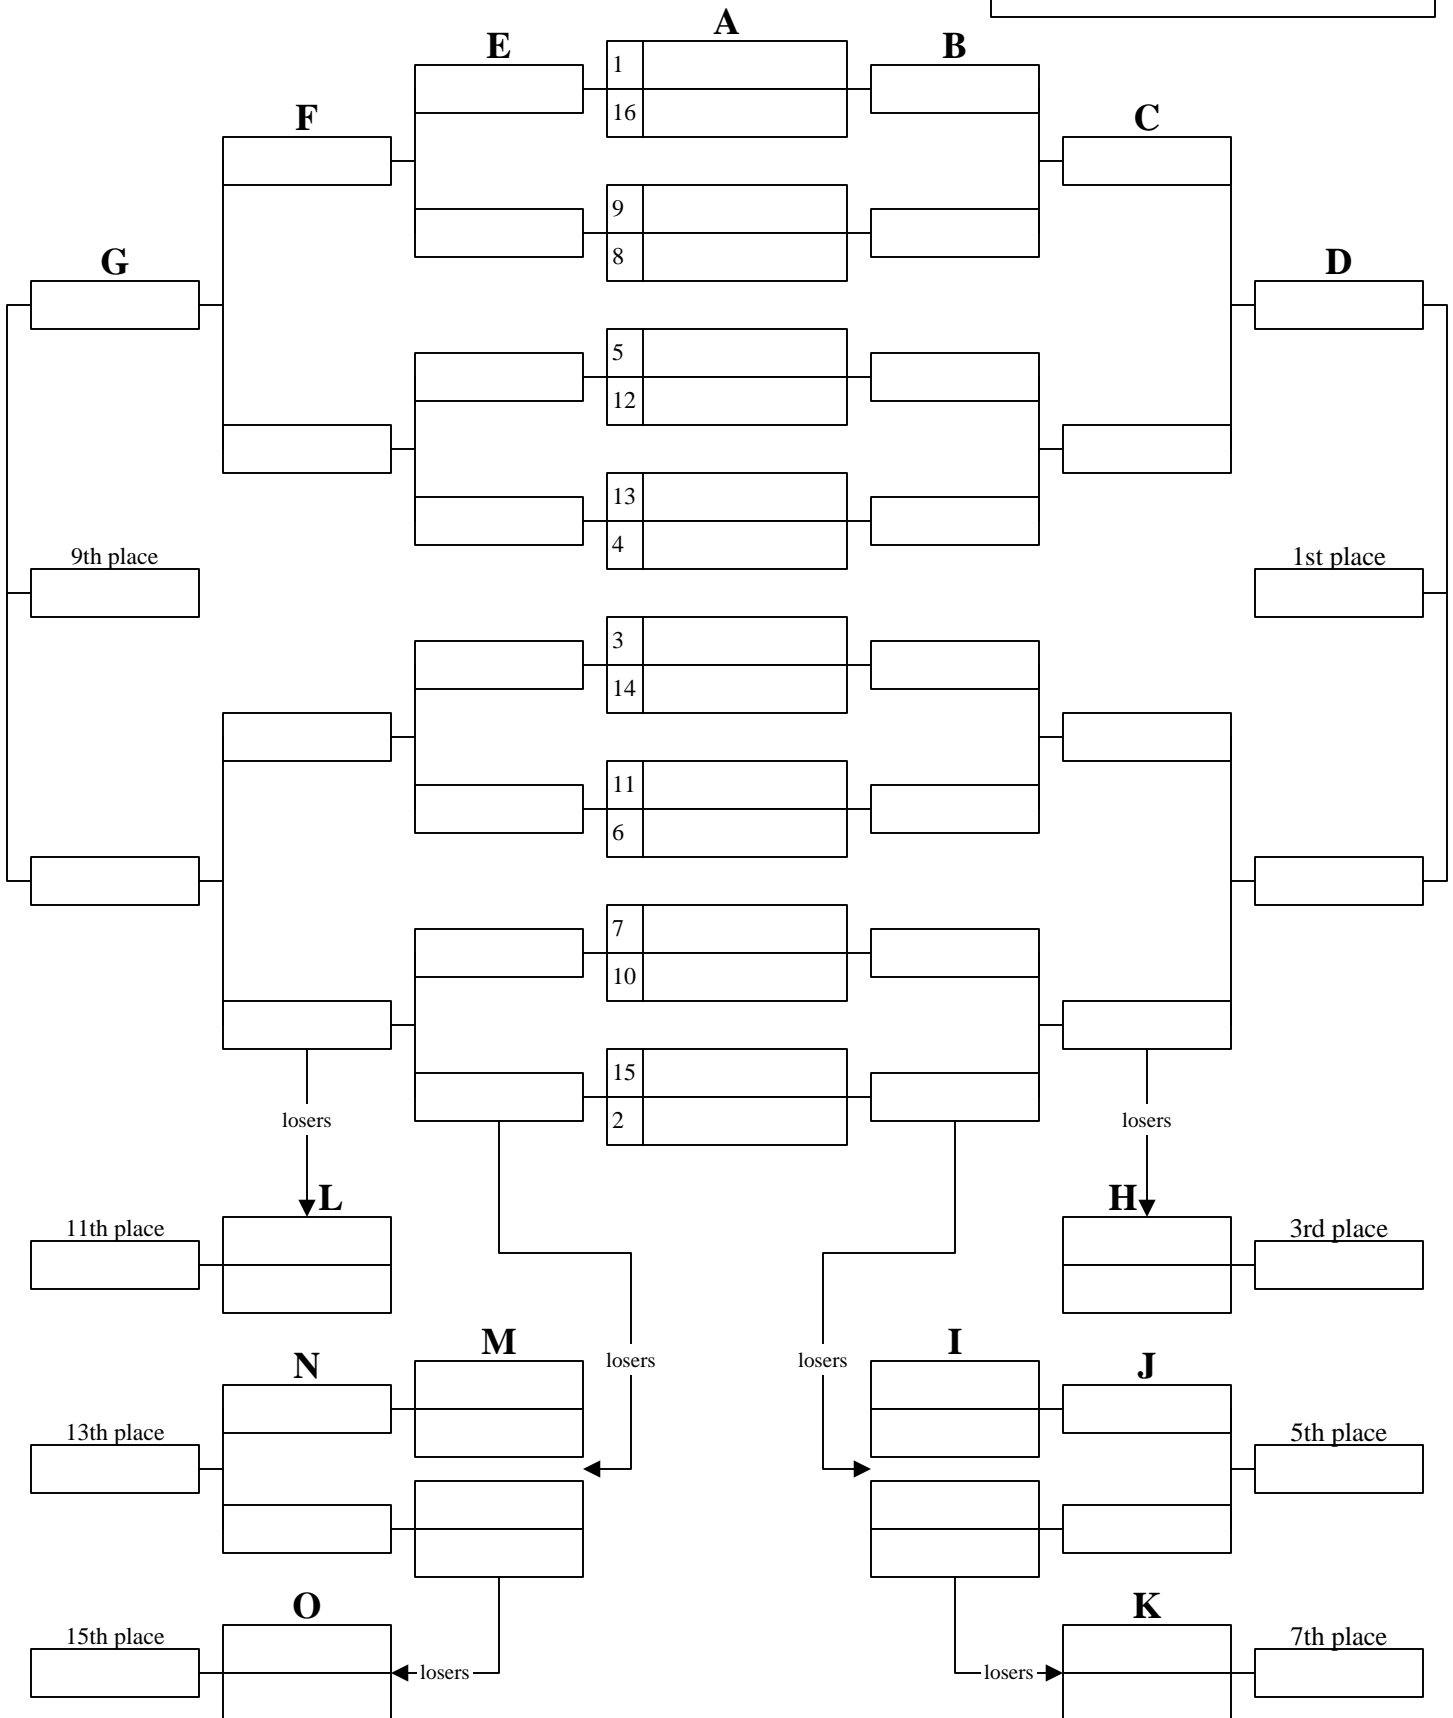 A
E
B
1
16
F
C
9
8
G
D
5
12
13
4
9th place
1st place
3
14
11
6
7
10
15
2
losers
losers
L
H
11th place
3rd place
M
I
N
J
losers
losers
13th place
5th place
O
K
15th place
7th place
losers
losers